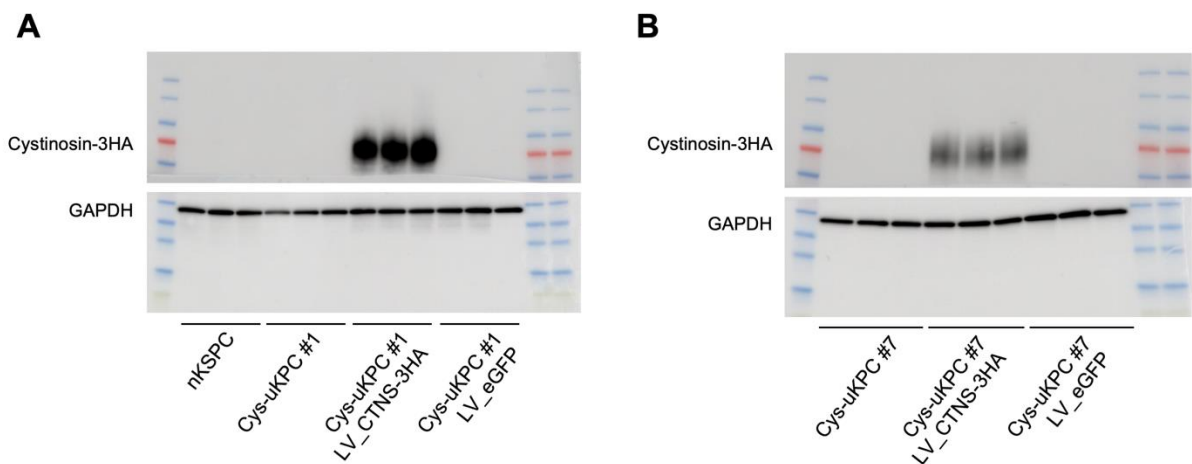 A
B
Cystinosin-3HA
GAPDH
nKSPC
Cys-uKPC #1
Cys-uKPC #1
LV_CTNS-3HA
Cys-uKPC #1
LV_eGFP
Cystinosin-3HA
GAPDH
Cys-uKPC #7
Cys-uKPC #7
LV_CTNS-3HA
Cys-uKPC #7
LV_eGFP